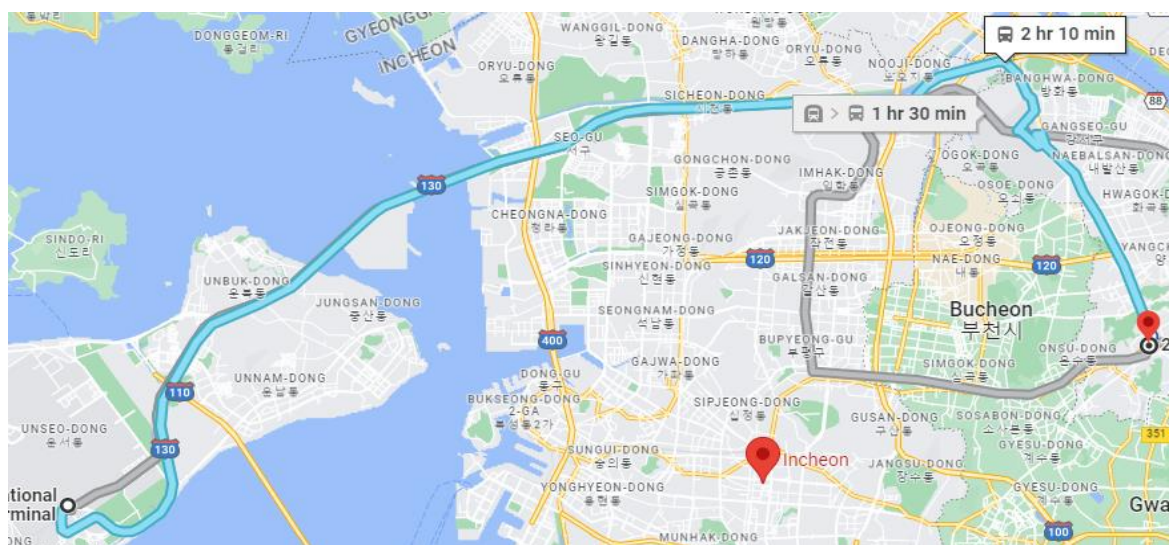 DONGGEOM-RI
동검리
GYEONGGI
INCHEON
WANGGIL-DONG
왕길동
DANGHA-DONG
당하동
ORYU-DONG
오류동
ORYU-DONG
NOOJI-DONG
노오지동
2 hr 10 min
BANGHWA-DONG
방화동
88
SICHEON-DONG
시천동
1 hr 30 min
SEO-GU
서구
GANGSEO-GU
강서구
130
GONGCHON-DONG
공촌동
IMHAK-DONG
임학동
OGOK-DONG
오곡동
NAEBALSAN-DONG
내발산동
SIMGOK-DONG
심곡동
OSOE-DONG
오쇠동
HWAGOK-D
화곡동
CHEONGNA-DONG
청라동
SINDO-RI
신도리
GAJEONG-DONG
가정동
JAKJEON-DONG
작전동
OJEONG-DONG
오정동
YANGCH
양
120
NAE-DONG
내동
120
UNBUK-DONG
운북동
JUNGSAN-DONG
중산동
SINHYEON-DONG
신현동
GALSAN-DONG
갈산동
SEONGNAM-DONG
석남동
Bucheon
부천시
400
BUPYEONG-GU
부평구
ONSU-DONG
온수동
2
DONG-GU
동구
GAJWA-DONG
가좌동
SIMGOK-DONG
심곡동
UNNAM-DONG
운남동
110
BUKSEONG-DONG
2-GA
북성동2가
SIPJEONG-DONG
십정동
GUSAN-DONG
구산동
SOSABON-DONG
소사본동
UNSEO-DONG
운서동
130
351
GYESU-DONG
계수동
SUNGUI-DONG
숭의동
Incheon
JANGSU-DONG
장수동
ational
erminal
YONGHYEON-DONG
용현동
GYESU-DONG
계수동
Gwa
MUNHAK-DONG
100